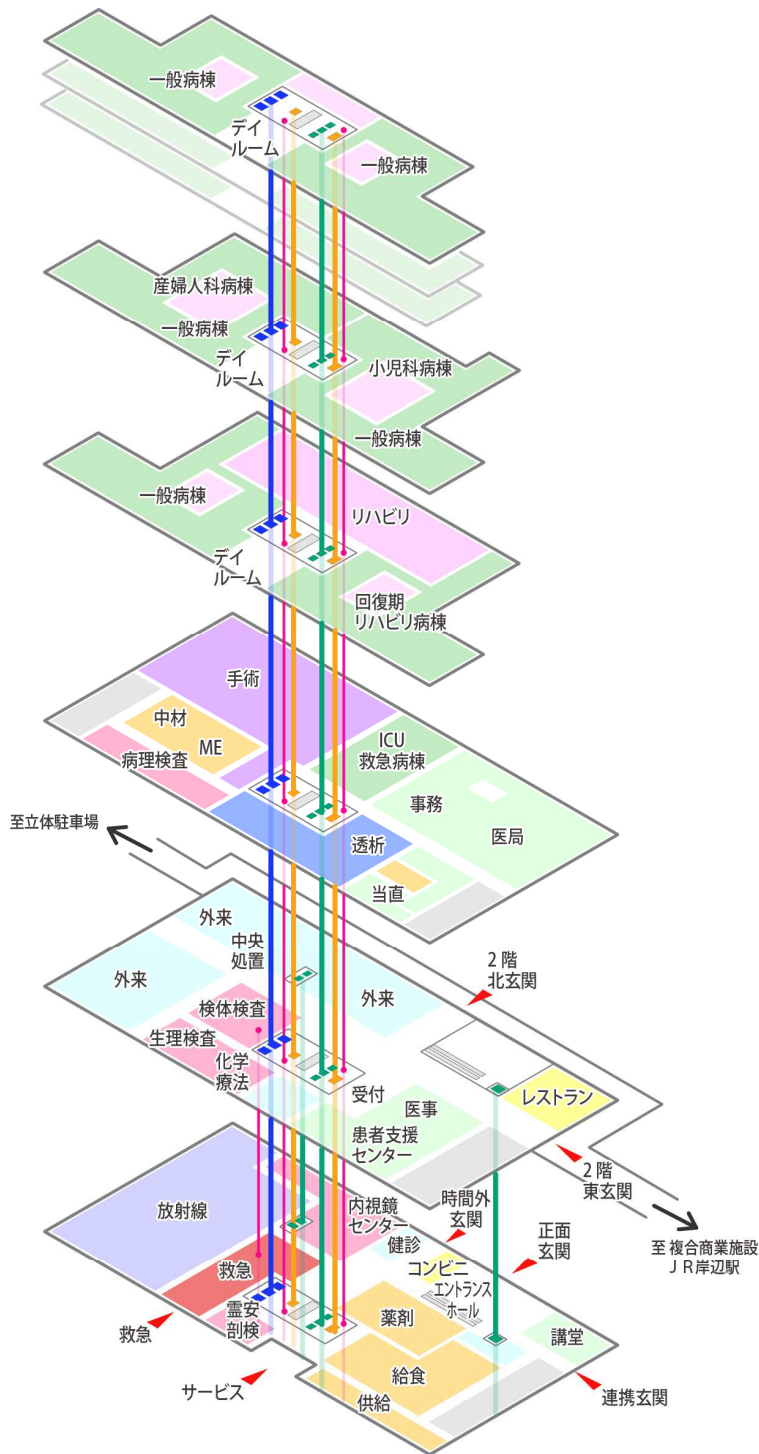 一般病棟
デイ
ルーム
一般病棟
産婦人科病棟
一般病棟
デイ
ルーム
小児科病棟
一般病棟
一般病棟
リハビリ
デイ
ルーム
回復期
リハビリ病棟
手術
中材
ME
病理検査
ICU
救急病棟
事務
医局
透析
当直
至立体駐車場
外来
中央
処置
外来
外来
2階
北玄関
検体検査
生理検査
化学
療法
受付
医事
患者支援
センター
レストラン
2階
東玄関
至 複合商業施設
JR岸辺駅
放射線
内視鏡
センター
健診
時間外
玄関
正面
玄関
コンビニ
エントランス
ホール
救急
霊安
剖検
薬剤
講堂
救急
給食
サービス
供給
連携玄関